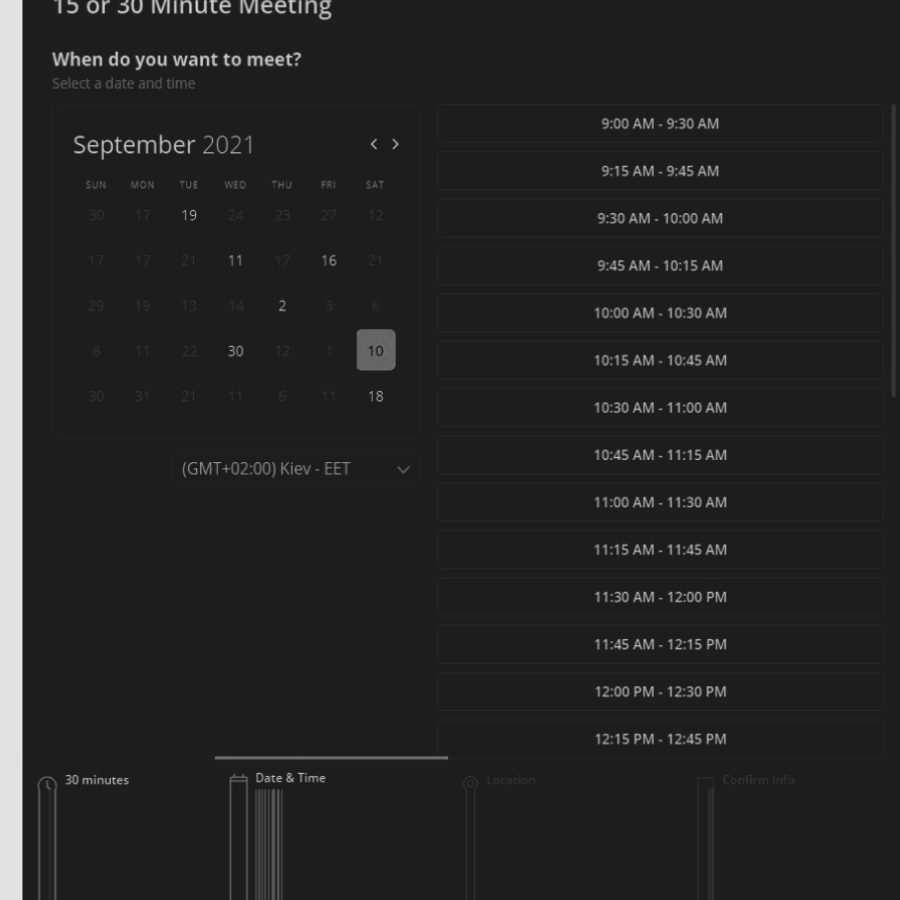 15 or 30 Minute Meeting
When do you want to meet?
Select a date and time
September 2021
SUN MON TUE WED THU FRI SAT
30 17 19 24 23 27 12
17 17 21 11 17 16 21
29 19 13 14 2 3 6
8 11 22 30 12 1 10
30 31 21 11 6 11 18
(GMT+02:00) Kiev - EET
9:00 AM - 9:30 AM
9:15 AM - 9:45 AM
9:30 AM - 10:00 AM
9:45 AM - 10:15 AM
10:00 AM - 10:30 AM
10:15 AM - 10:45 AM
10:30 AM - 11:00 AM
10:45 AM - 11:15 AM
11:00 AM - 11:30 AM
11:15 AM - 11:45 AM
11:30 AM - 12:00 PM
11:45 AM - 12:15 PM
12:00 PM - 12:30 PM
12:15 PM - 12:45 PM
30 minutes
Date & Time
Location
Confirm Info